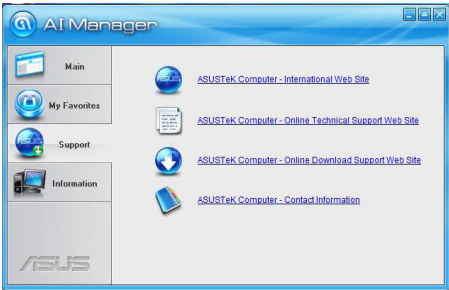 AI Manager
Main
My Favorites
Support
Information
ASUSTeK Computer - International Web Site
ASUSTeK Computer - Online Technical Support Web Site
ASUSTeK Computer - Online Download Support Web Site
ASUSTeK Computer - Contact Information
ASUS